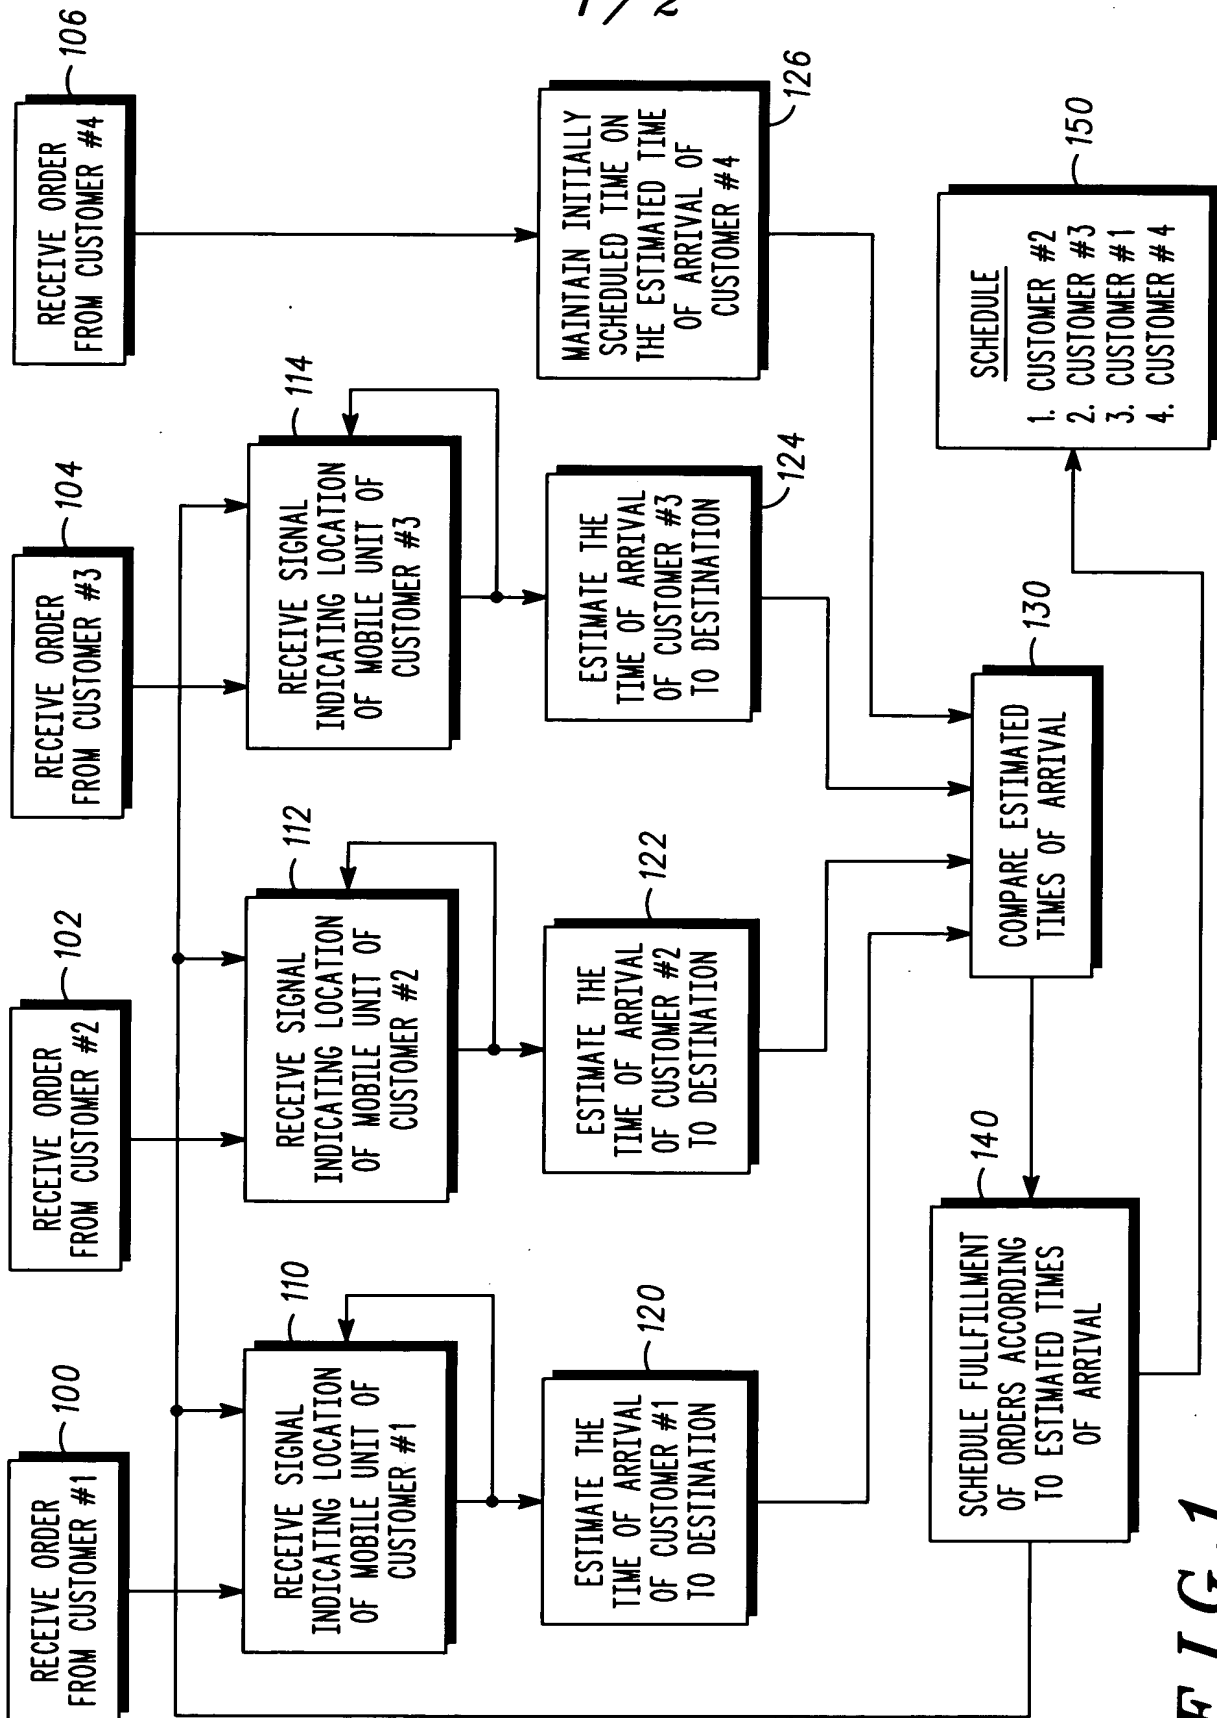 1/2
RECEIVE ORDER
FROM CUSTOMER #1
100
RECEIVE ORDER
FROM CUSTOMER #2
102
RECEIVE ORDER
FROM CUSTOMER #3
104
RECEIVE ORDER
FROM CUSTOMER #4
106
RECEIVE SIGNAL
INDICATING LOCATION
OF MOBILE UNIT OF
CUSTOMER #1
110
RECEIVE SIGNAL
INDICATING LOCATION
OF MOBILE UNIT OF
CUSTOMER #2
112
RECEIVE SIGNAL
INDICATING LOCATION
OF MOBILE UNIT OF
CUSTOMER #3
114
ESTIMATE THE
TIME OF ARRIVAL
OF CUSTOMER #1
TO DESTINATION
120
ESTIMATE THE
TIME OF ARRIVAL
OF CUSTOMER #2
TO DESTINATION
122
ESTIMATE THE
TIME OF ARRIVAL
OF CUSTOMER #3
TO DESTINATION
124
MAINTAIN INITIALLY
SCHEDULED TIME ON
THE ESTIMATED TIME
OF ARRIVAL OF
CUSTOMER #4
126
SCHEDULE FULLFILLMENT
OF ORDERS ACCORDING
TO ESTIMATED TIMES
OF ARRIVAL
140
COMPARE ESTIMATED
TIMES OF ARRIVAL
130
SCHEDULE
1. CUSTOMER #2
2. CUSTOMER #3
3. CUSTOMER #1
4. CUSTOMER #4
150
FIG.1